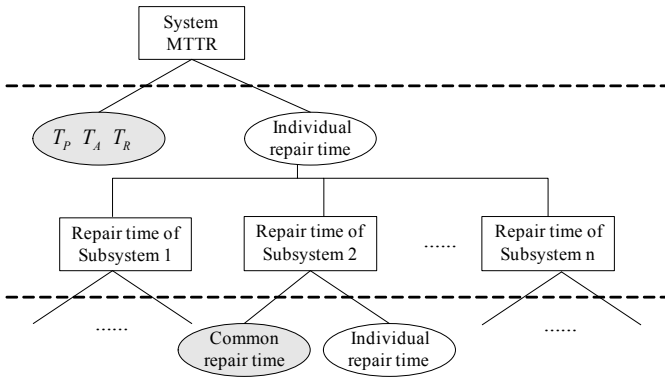 System
MTTR
T_P T_A T_R
Individual
repair time
Repair time of
Subsystem 1
Repair time of
Subsystem 2
......
Repair time of
Subsystem n
......
Common
repair time
Individual
repair time
......